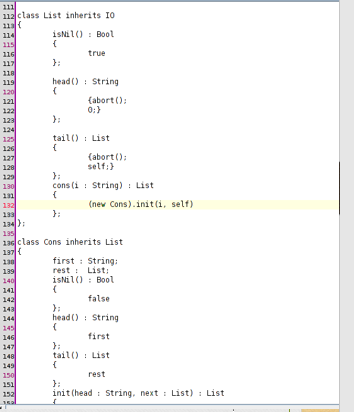 111
112 class List inherits IO
113 {
114 isNil() : Bool
115 {
116 true
117 };
118
119 head() : String
120 {
121 {abort();
122 0;}
123 };
124
125 tail() : List
126 {
127 {abort();
128 self;}
129 };
130 cons(i : String) : List
131 {
132 (new Cons).init(i, self)
133 };
134 };
135
136 class Cons inherits List
137 {
138 first : String;
139 rest : List;
140 isNil() : Bool
141 {
142 false
143 };
144 head() : String
145 {
146 first
147 };
148 tail() : List
149 {
150 rest
151 };
152 init(head : String, next : List) : List
153 {